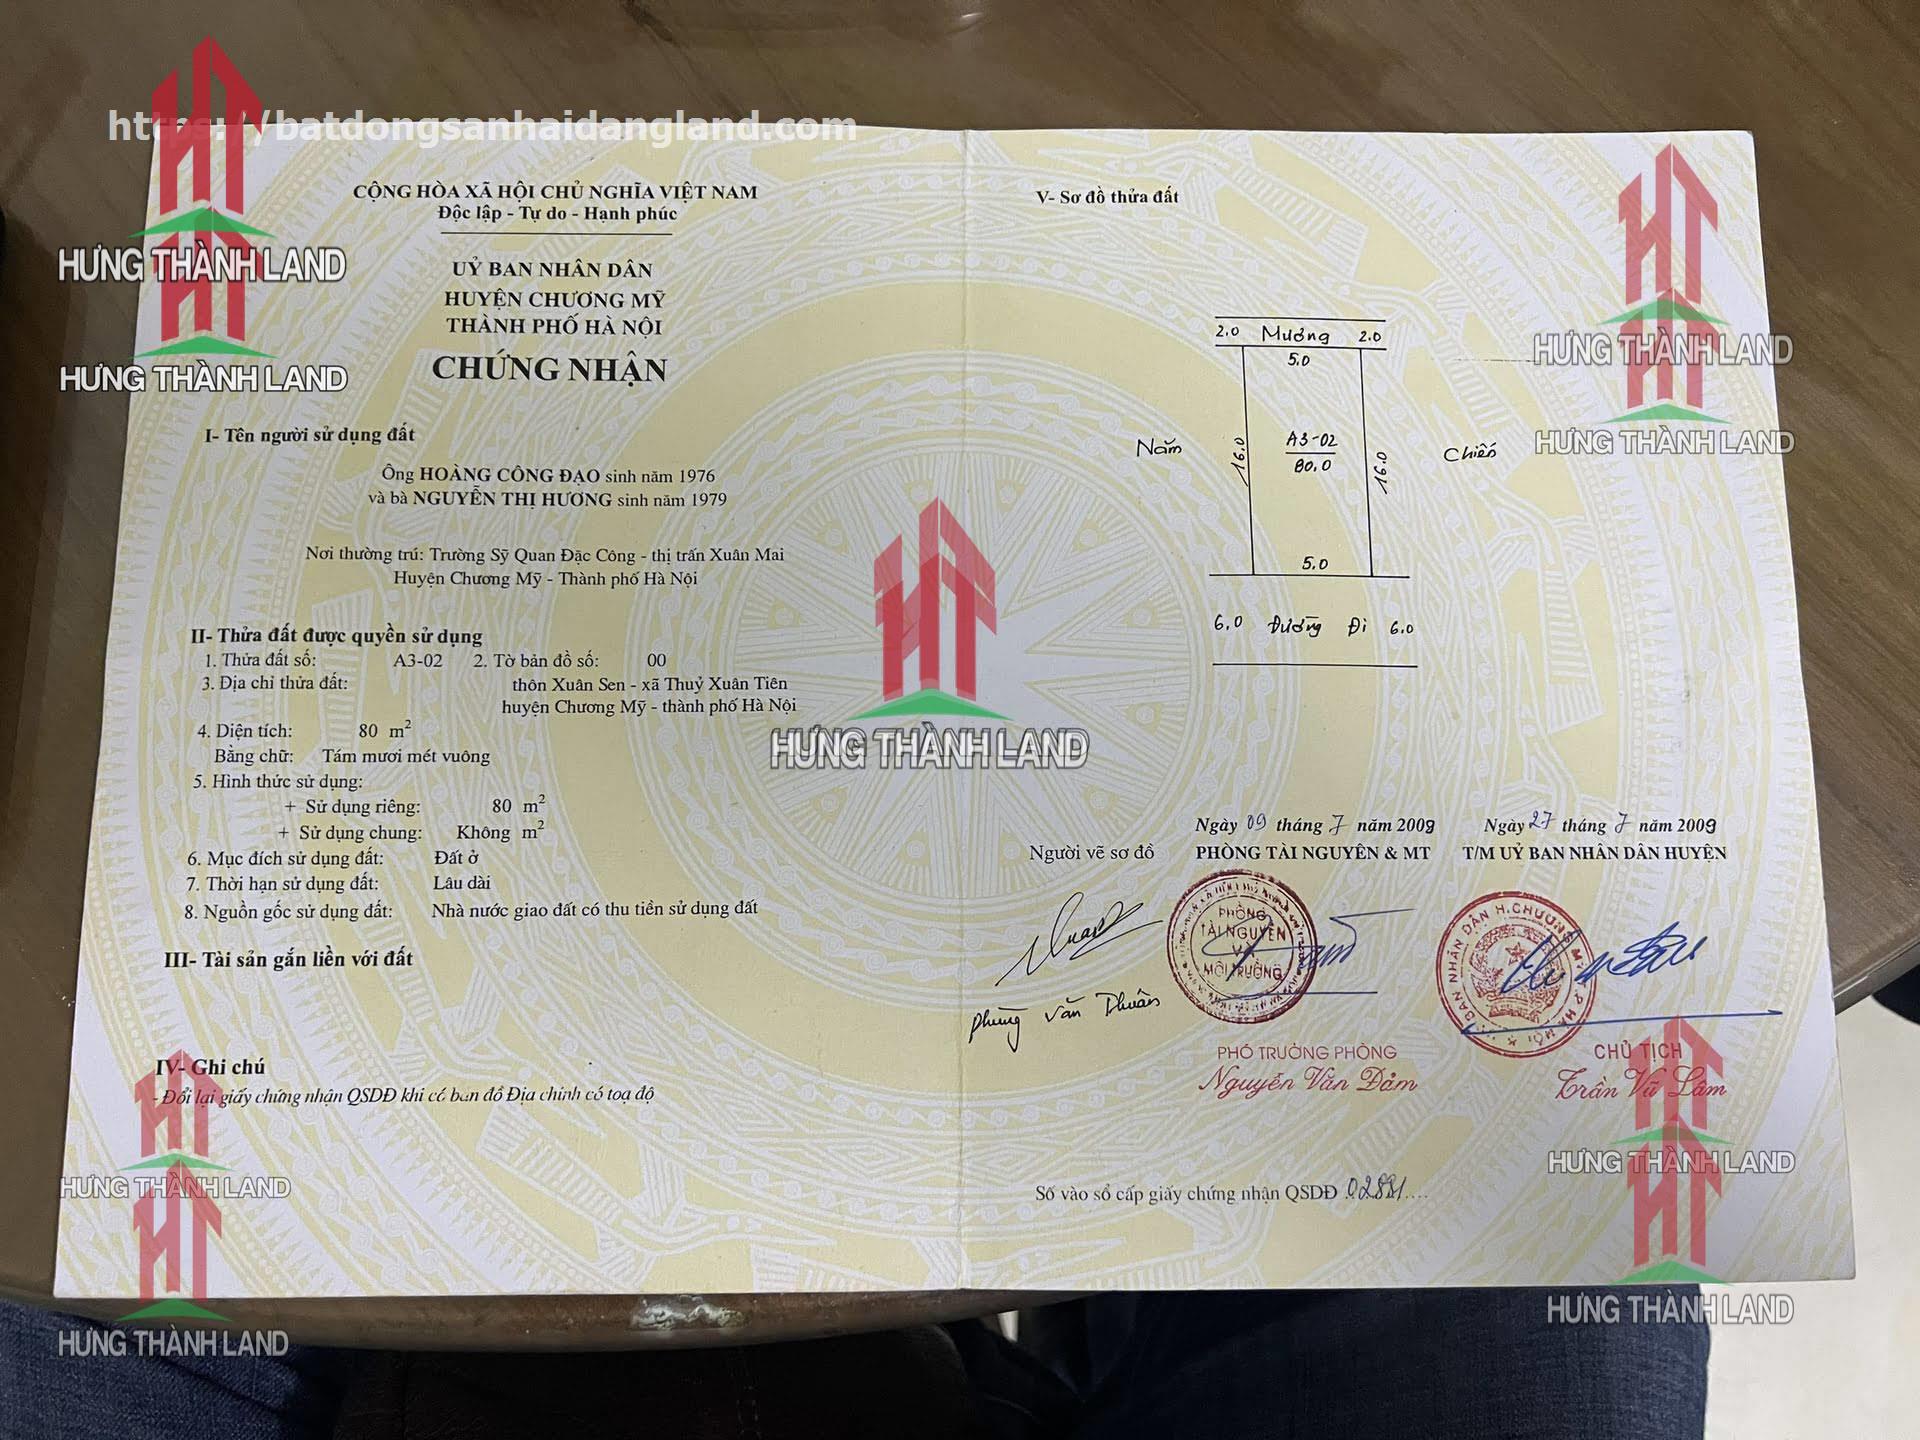 https://batdongsanhaidangland.com
HƯNG THÀNH LAND
HƯNG THÀNH LAND
CỘNG HÒA XÃ HỘI CHỦ NGHĨA VIỆT NAM
Độc lập - Tự do - Hạnh phúc
UỶ BAN NHÂN DÂN
HUYỆN CHƯƠNG MỸ
THÀNH PHỐ HÀ NỘI
CHỨNG NHẬN
I- Tên người sử dụng đất
Ông HOÀNG CÔNG ĐẠO sinh năm 1976
và bà NGUYỄN THỊ HƯƠNG sinh năm 1979
Nơi thường trú: Trường Sỹ Quan Đặc Công - thị trấn Xuân Mai
Huyện Chương Mỹ - Thành phố Hà Nội
II- Thửa đất được quyền sử dụng
1. Thửa đất số: A3-02 2. Tờ bản đồ số: 00
3. Địa chỉ thửa đất: thôn Xuân Sen - xã Thuỷ Xuân Tiên
huyện Chương Mỹ - thành phố Hà Nội
4. Diện tích: 80 m²
Bằng chữ: Tám mươi mét vuông
5. Hình thức sử dụng:
+ Sử dụng riêng: 80 m²
+ Sử dụng chung: Không m²
6. Mục đích sử dụng đất: Đất ở
7. Thời hạn sử dụng đất: Lâu dài
8. Nguồn gốc sử dụng đất: Nhà nước giao đất có thu tiền sử dụng đất
III- Tài sản gắn liền với đất
IV- Ghi chú
- Đổi lại giấy chứng nhận QSDĐ khi có bản đồ Địa chính có toạ độ
HƯNG THÀNH LAND
HƯNG THÀNH LAND
HƯNG THÀNH LAND
V- Sơ đồ thửa đất
2.0 Mương 2.0
5.0
Năm 16.0 A3-02 16.0 Chiến
80.0
5.0
6.0 Đường Đi 6.0
HƯNG THÀNH LAND
HƯNG THÀNH LAND
Ngày 09 tháng 7 năm 2009 Ngày 27 tháng 7 năm 2009
Người vẽ sơ đồ PHÒNG TÀI NGUYÊN & MT T/M UỶ BAN NHÂN DÂN HUYỆN
PHÒNG
TÀI NGUYÊN
VÀ
MÔI TRƯỜNG
BAN NHÂN DÂN H.CHƯƠNG MỸ
Phùng Văn Thuân
PHÓ TRƯỞNG PHÒNG CHỦ TỊCH
Nguyễn Văn Đảm Trần Vũ Lâm
Số vào sổ cấp giấy chứng nhận QSDĐ
HƯNG THÀNH LAND
HƯNG THÀNH LAND